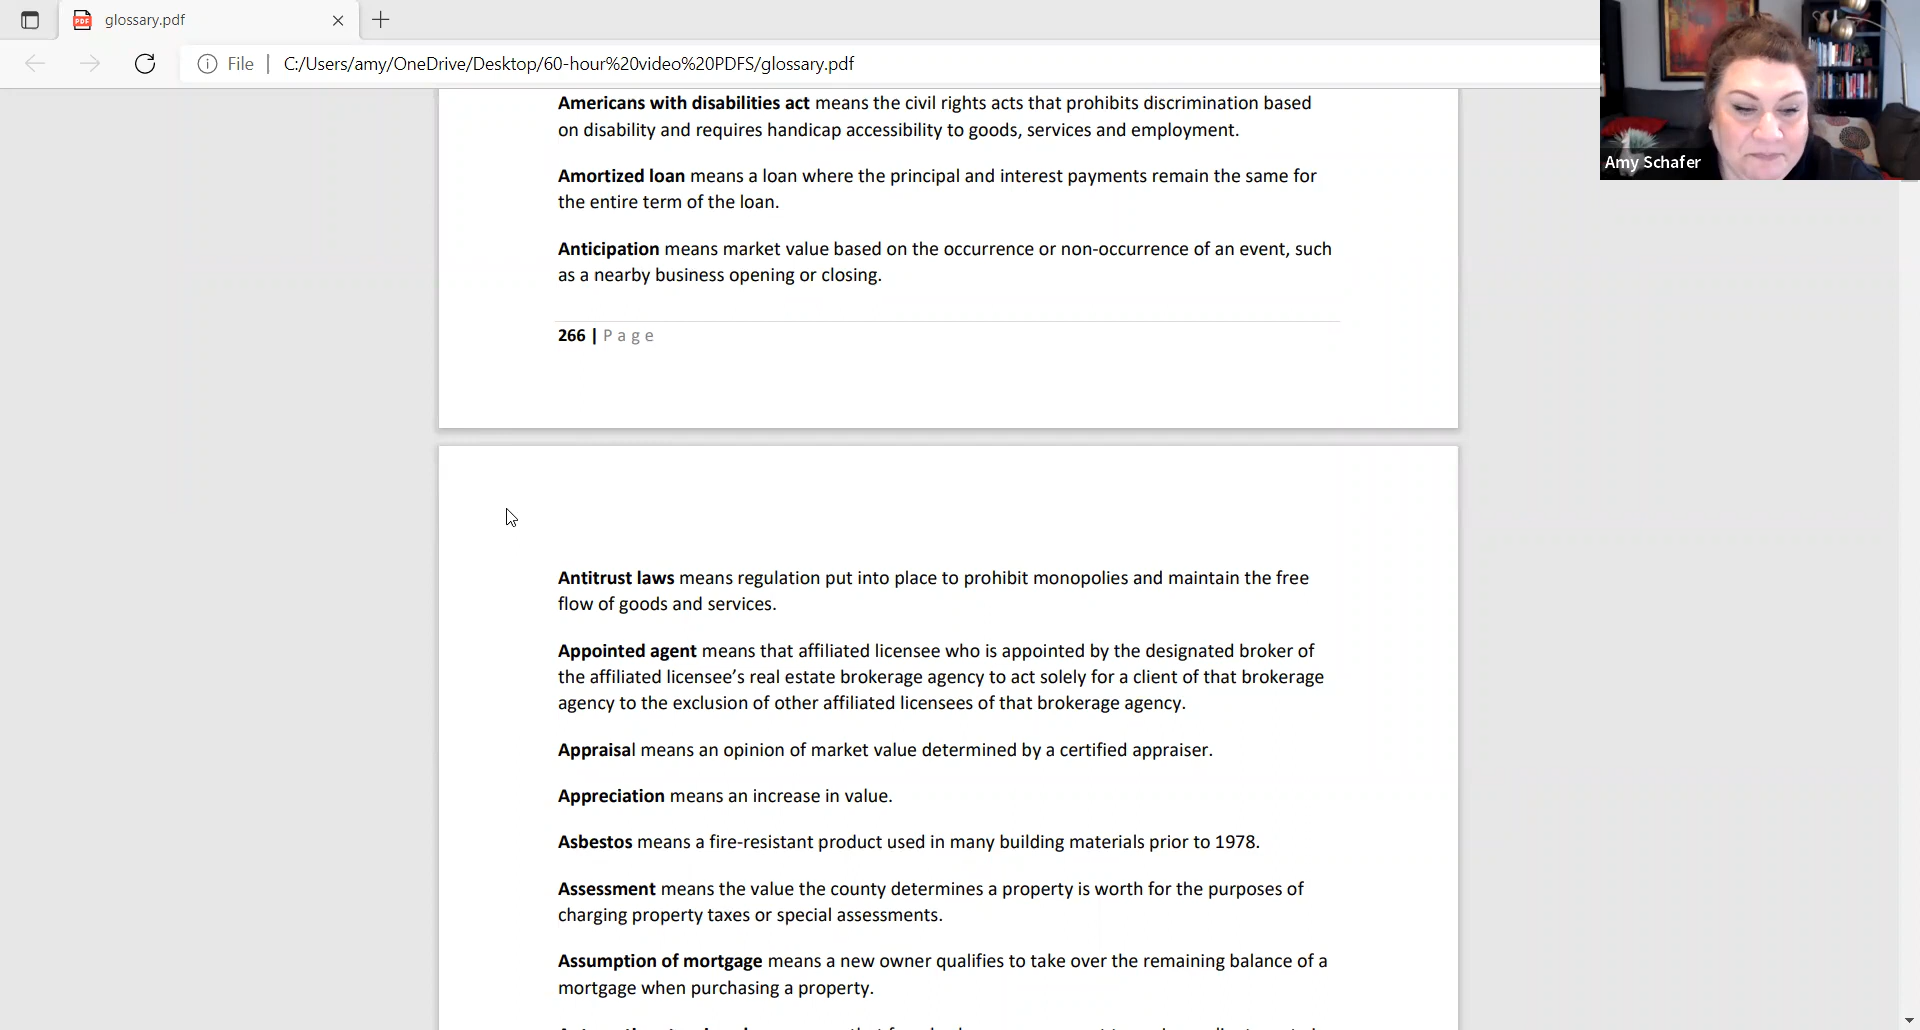 glossary.pdf
File | C:/Users/amy/OneDrive/Desktop/60-hour%20video%20PDFS/glossary.pdf
Amy Schafer
Americans with disabilities act means the civil rights acts that prohibits discrimination based
on disability and requires handicap accessibility to goods, services and employment.
Amortized loan means a loan where the principal and interest payments remain the same for
the entire term of the loan.
Anticipation means market value based on the occurrence or non-occurrence of an event, such
as a nearby business opening or closing.
266 | Page
Antitrust laws means regulation put into place to prohibit monopolies and maintain the free
flow of goods and services.
Appointed agent means that affiliated licensee who is appointed by the designated broker of
the affiliated licensee’s real estate brokerage agency to act solely for a client of that brokerage
agency to the exclusion of other affiliated licensees of that brokerage agency.
Appraisal means an opinion of market value determined by a certified appraiser.
Appreciation means an increase in value.
Asbestos means a fire-resistant product used in many building materials prior to 1978.
Assessment means the value the county determines a property is worth for the purposes of
charging property taxes or special assessments.
Assumption of mortgage means a new owner qualifies to take over the remaining balance of a
mortgage when purchasing a property.